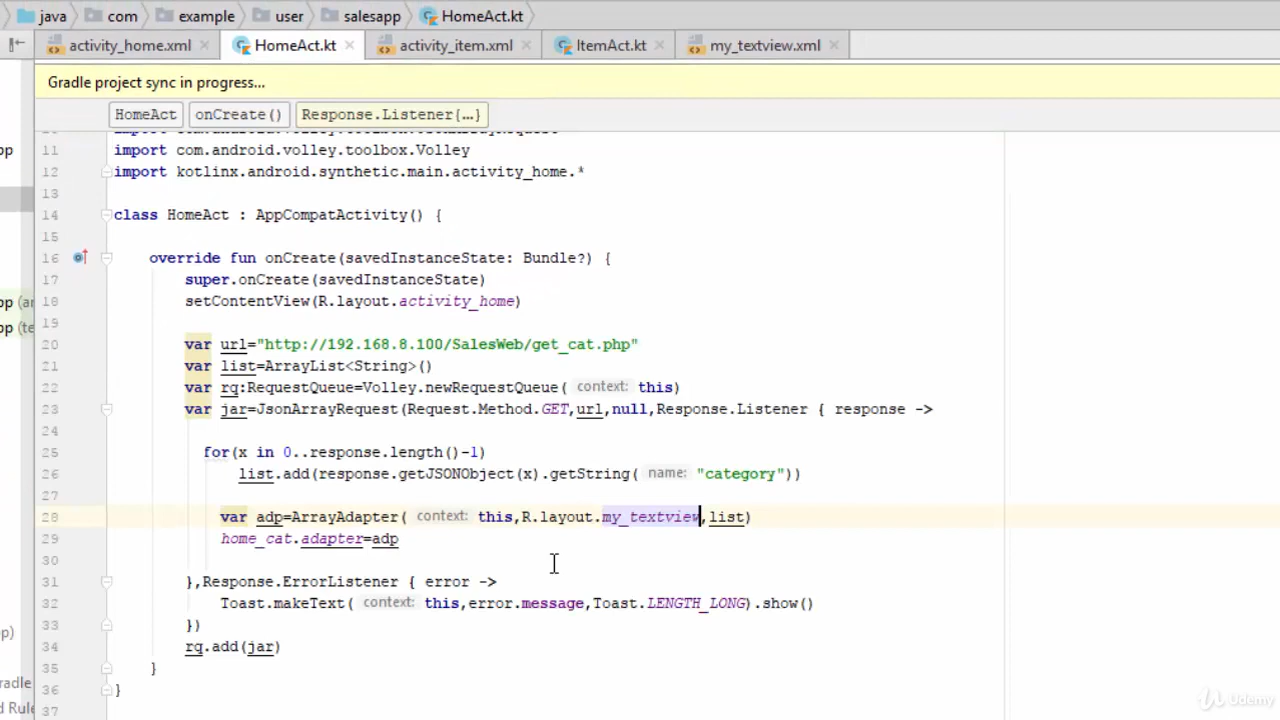 java com example user salesapp HomeAct.kt
activity_home.xml HomeAct.kt activity_item.xml ItemAct.kt my_textview.xml
Gradle project sync in progress...
HomeAct onCreate() Response.Listener{...}
11 import com.android.volley.toolbox.Volley
12 import kotlinx.android.synthetic.main.activity_home.*
13
14 class HomeAct : AppCompatActivity() {
15
16 override fun onCreate(savedInstanceState: Bundle?) {
17 super.onCreate(savedInstanceState)
18 setContentView(R.layout.activity_home)
19
20 var url="http://192.168.8.100/SalesWeb/get_cat.php"
21 var list=ArrayList<String>()
22 var rq:RequestQueue=Volley.newRequestQueue( context: this)
23 var jar=JsonArrayRequest(Request.Method.GET,url,null,Response.Listener { response ->
24
25 for(x in 0..response.length()-1)
26 list.add(response.getJSONObject(x).getString( name: "category"))
27
28 var adp=ArrayAdapter( context: this,R.layout.my_textview,list)
29 home_cat.adapter=adp
30
31 },Response.ErrorListener { error ->
32 Toast.makeText( context: this,error.message,Toast.LENGTH_LONG).show()
33 })
34 rq.add(jar)
35 }
36 }
37
Udemy